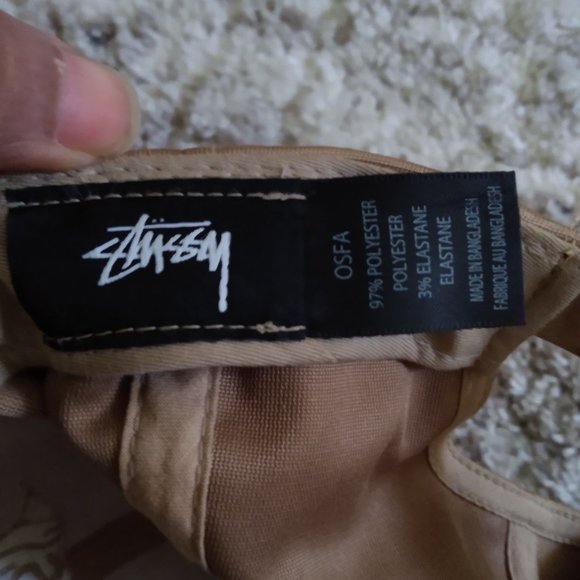 STÜSSY
OSFA
97% POLYESTER
POLYESTER
3% ELASTANE
ELASTANE
MADE IN BANGLADESH
FABRIQUE AU BANGLADESH